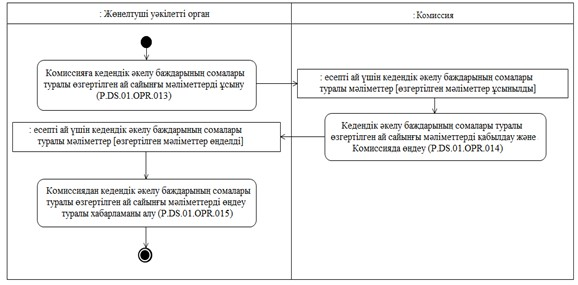 : Жөнелтуші уәкілетті орган
: Комиссия
Комиссияға кедендік әкелу баждарының сомалары
туралы өзгертілген ай сайынғы мәліметтерді ұсыну
(P.DS.01.OPR.013)
: есепті ай үшін кедендік әкелу баждарының сомалары
туралы мәліметтер [өзгертілген мәліметтер ұсынылды]
Кедендік әкелу баждарының сомалары туралы
өзгертілген ай сайынғы мәліметтерді қабылдау және
Комиссияда өңдеу (P.DS.01.OPR.014)
: есепті ай үшін кедендік әкелу баждарының сомалары
туралы мәліметтер [өзгертілген мәліметтер өңделді]
Комиссиядан кедендік әкелу баждарының сомалары
туралы өзгертілген ай сайынғы мәліметтерді өңдеу
туралы хабарламаны алу (P.DS.01.OPR.015)